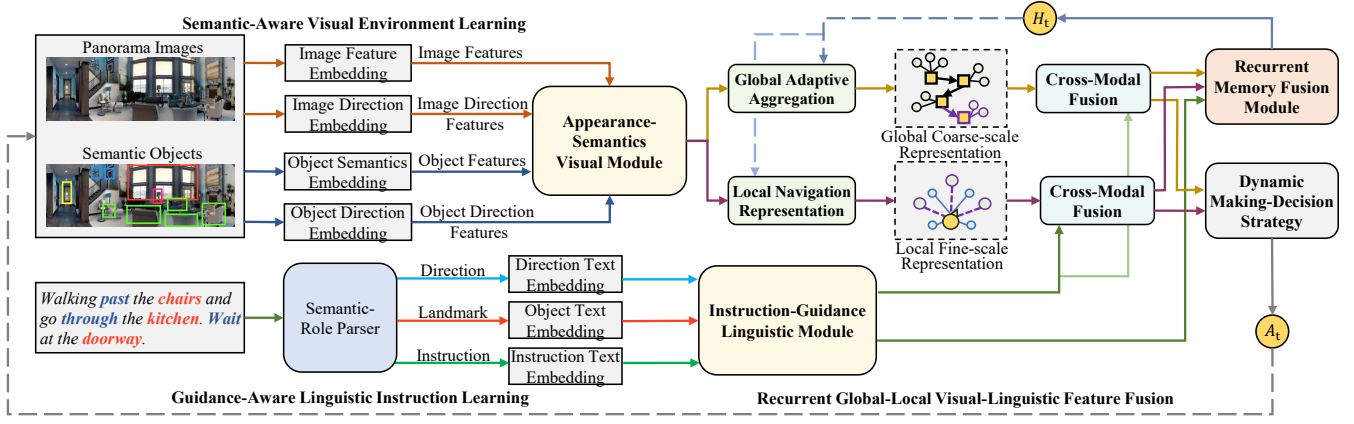 Semantic-Aware Visual Environment Learning
Panorama Images
Semantic Objects
Image Feature
Embedding
Image Features
Image Direction
Embedding
Image Direction
Features
Object Semantics
Embedding
Object Features
Object Direction
Embedding
Object Direction
Features
Appearance-
Semantics
Visual Module
Global Adaptive
Aggregation
Local Navigation
Representation
Global Coarse-scale
Representation
Local Fine-scale
Representation
Cross-Modal
Fusion
Cross-Modal
Fusion
Ht
Recurrent
Memory Fusion
Module
Dynamic
Making-Decision
Strategy
At
Walking past the chairs and
go through the kitchen. Wait
at the doorway.
Semantic-
Role Parser
Direction
Landmark
Instruction
Direction Text
Embedding
Object Text
Embedding
Instruction Text
Embedding
Instruction-Guidance
Linguistic Module
Guidance-Aware Linguistic Instruction Learning
Recurrent Global-Local Visual-Linguistic Feature Fusion